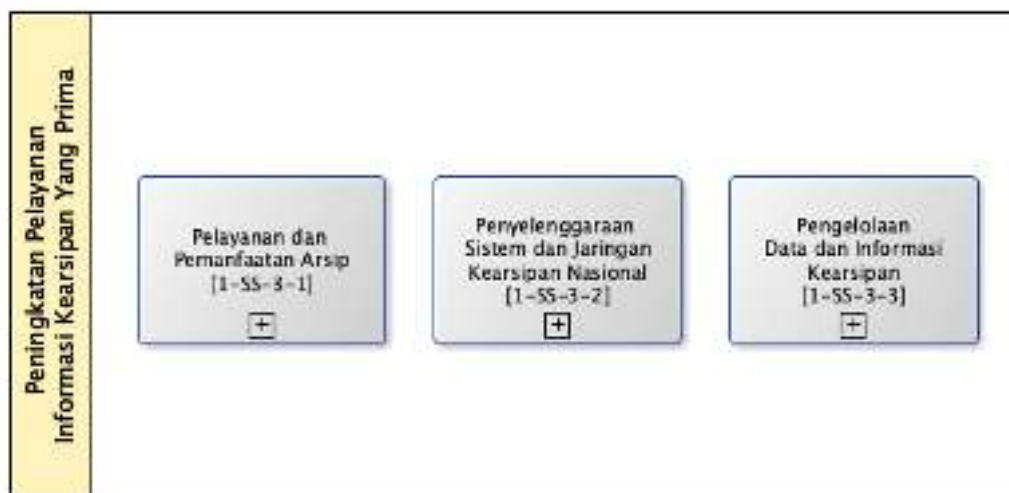 Peningkatan Pelayanan
Informasi Kearsipan Yang Prima
Pelayanan dan
Pemanfaatan Arsip
[1-SS-3-1]
Penyelenggaraan
Sistem dan Jaringan
Kearsipan Nasional
[1-SS-3-2]
Pengelolaan
Data dan Informasi
Kearsipan
[1-SS-3-3]